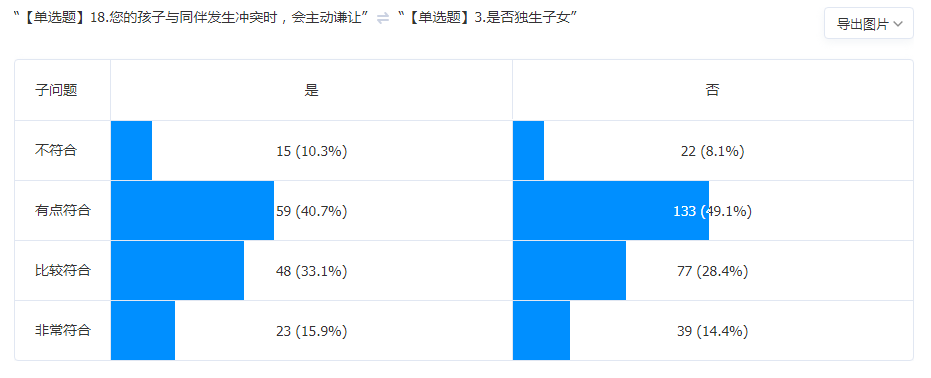 “【单选题】18.您的孩子与同伴发生冲突时，会主动谦让” ⇌ “【单选题】3.是否独生子女”
导出图片
子问题 是 否
不符合 15 (10.3%) 22 (8.1%)
有点符合 59 (40.7%) 133 (49.1%)
比较符合 48 (33.1%) 77 (28.4%)
非常符合 23 (15.9%) 39 (14.4%)